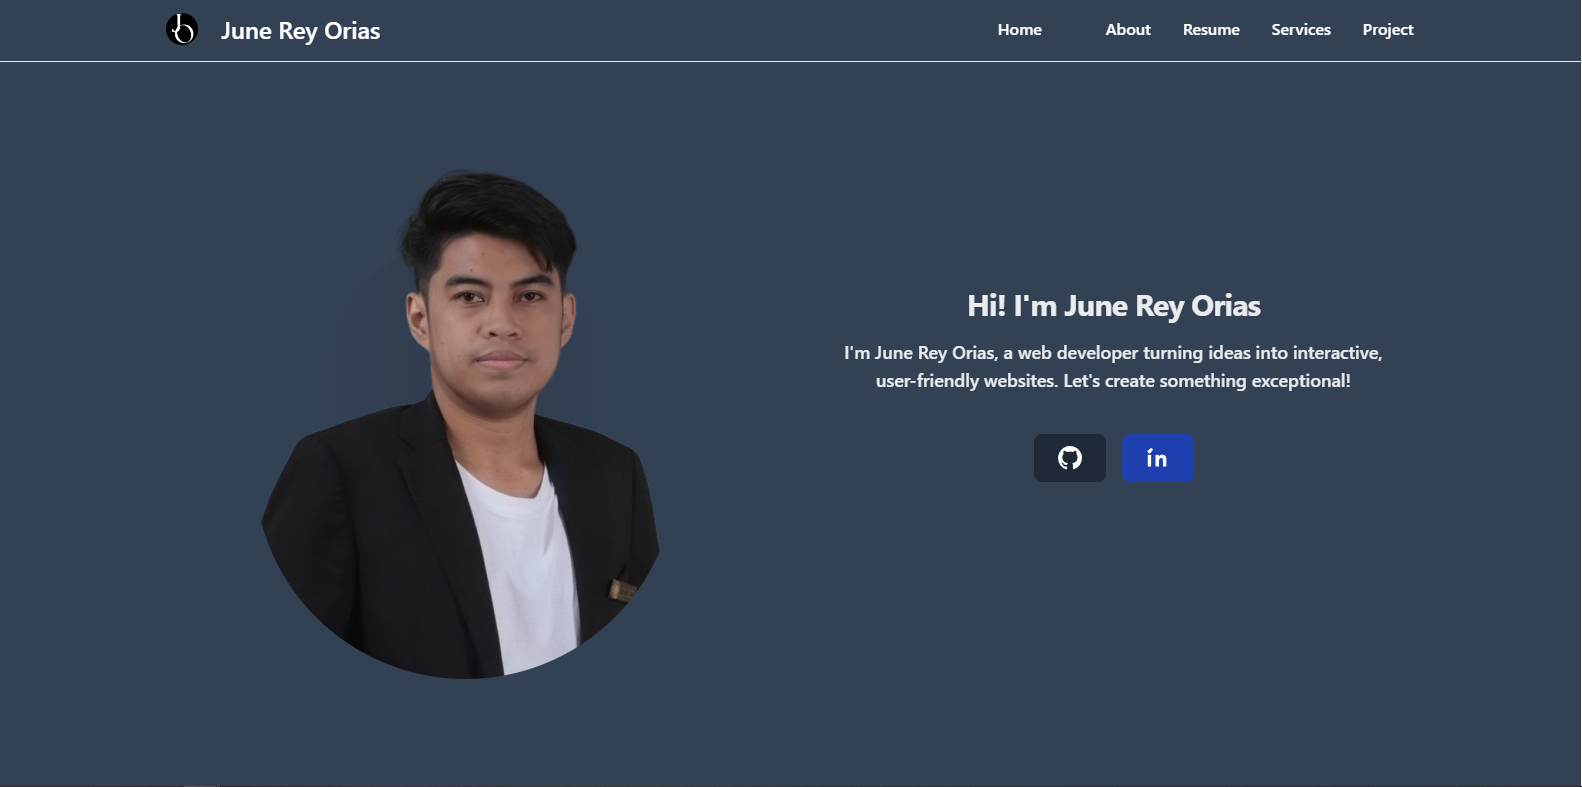 JO June Rey Orias Home About Resume Services Project
Hi! I'm June Rey Orias
I'm June Rey Orias, a web developer turning ideas into interactive,
user-friendly websites. Let's create something exceptional!
in